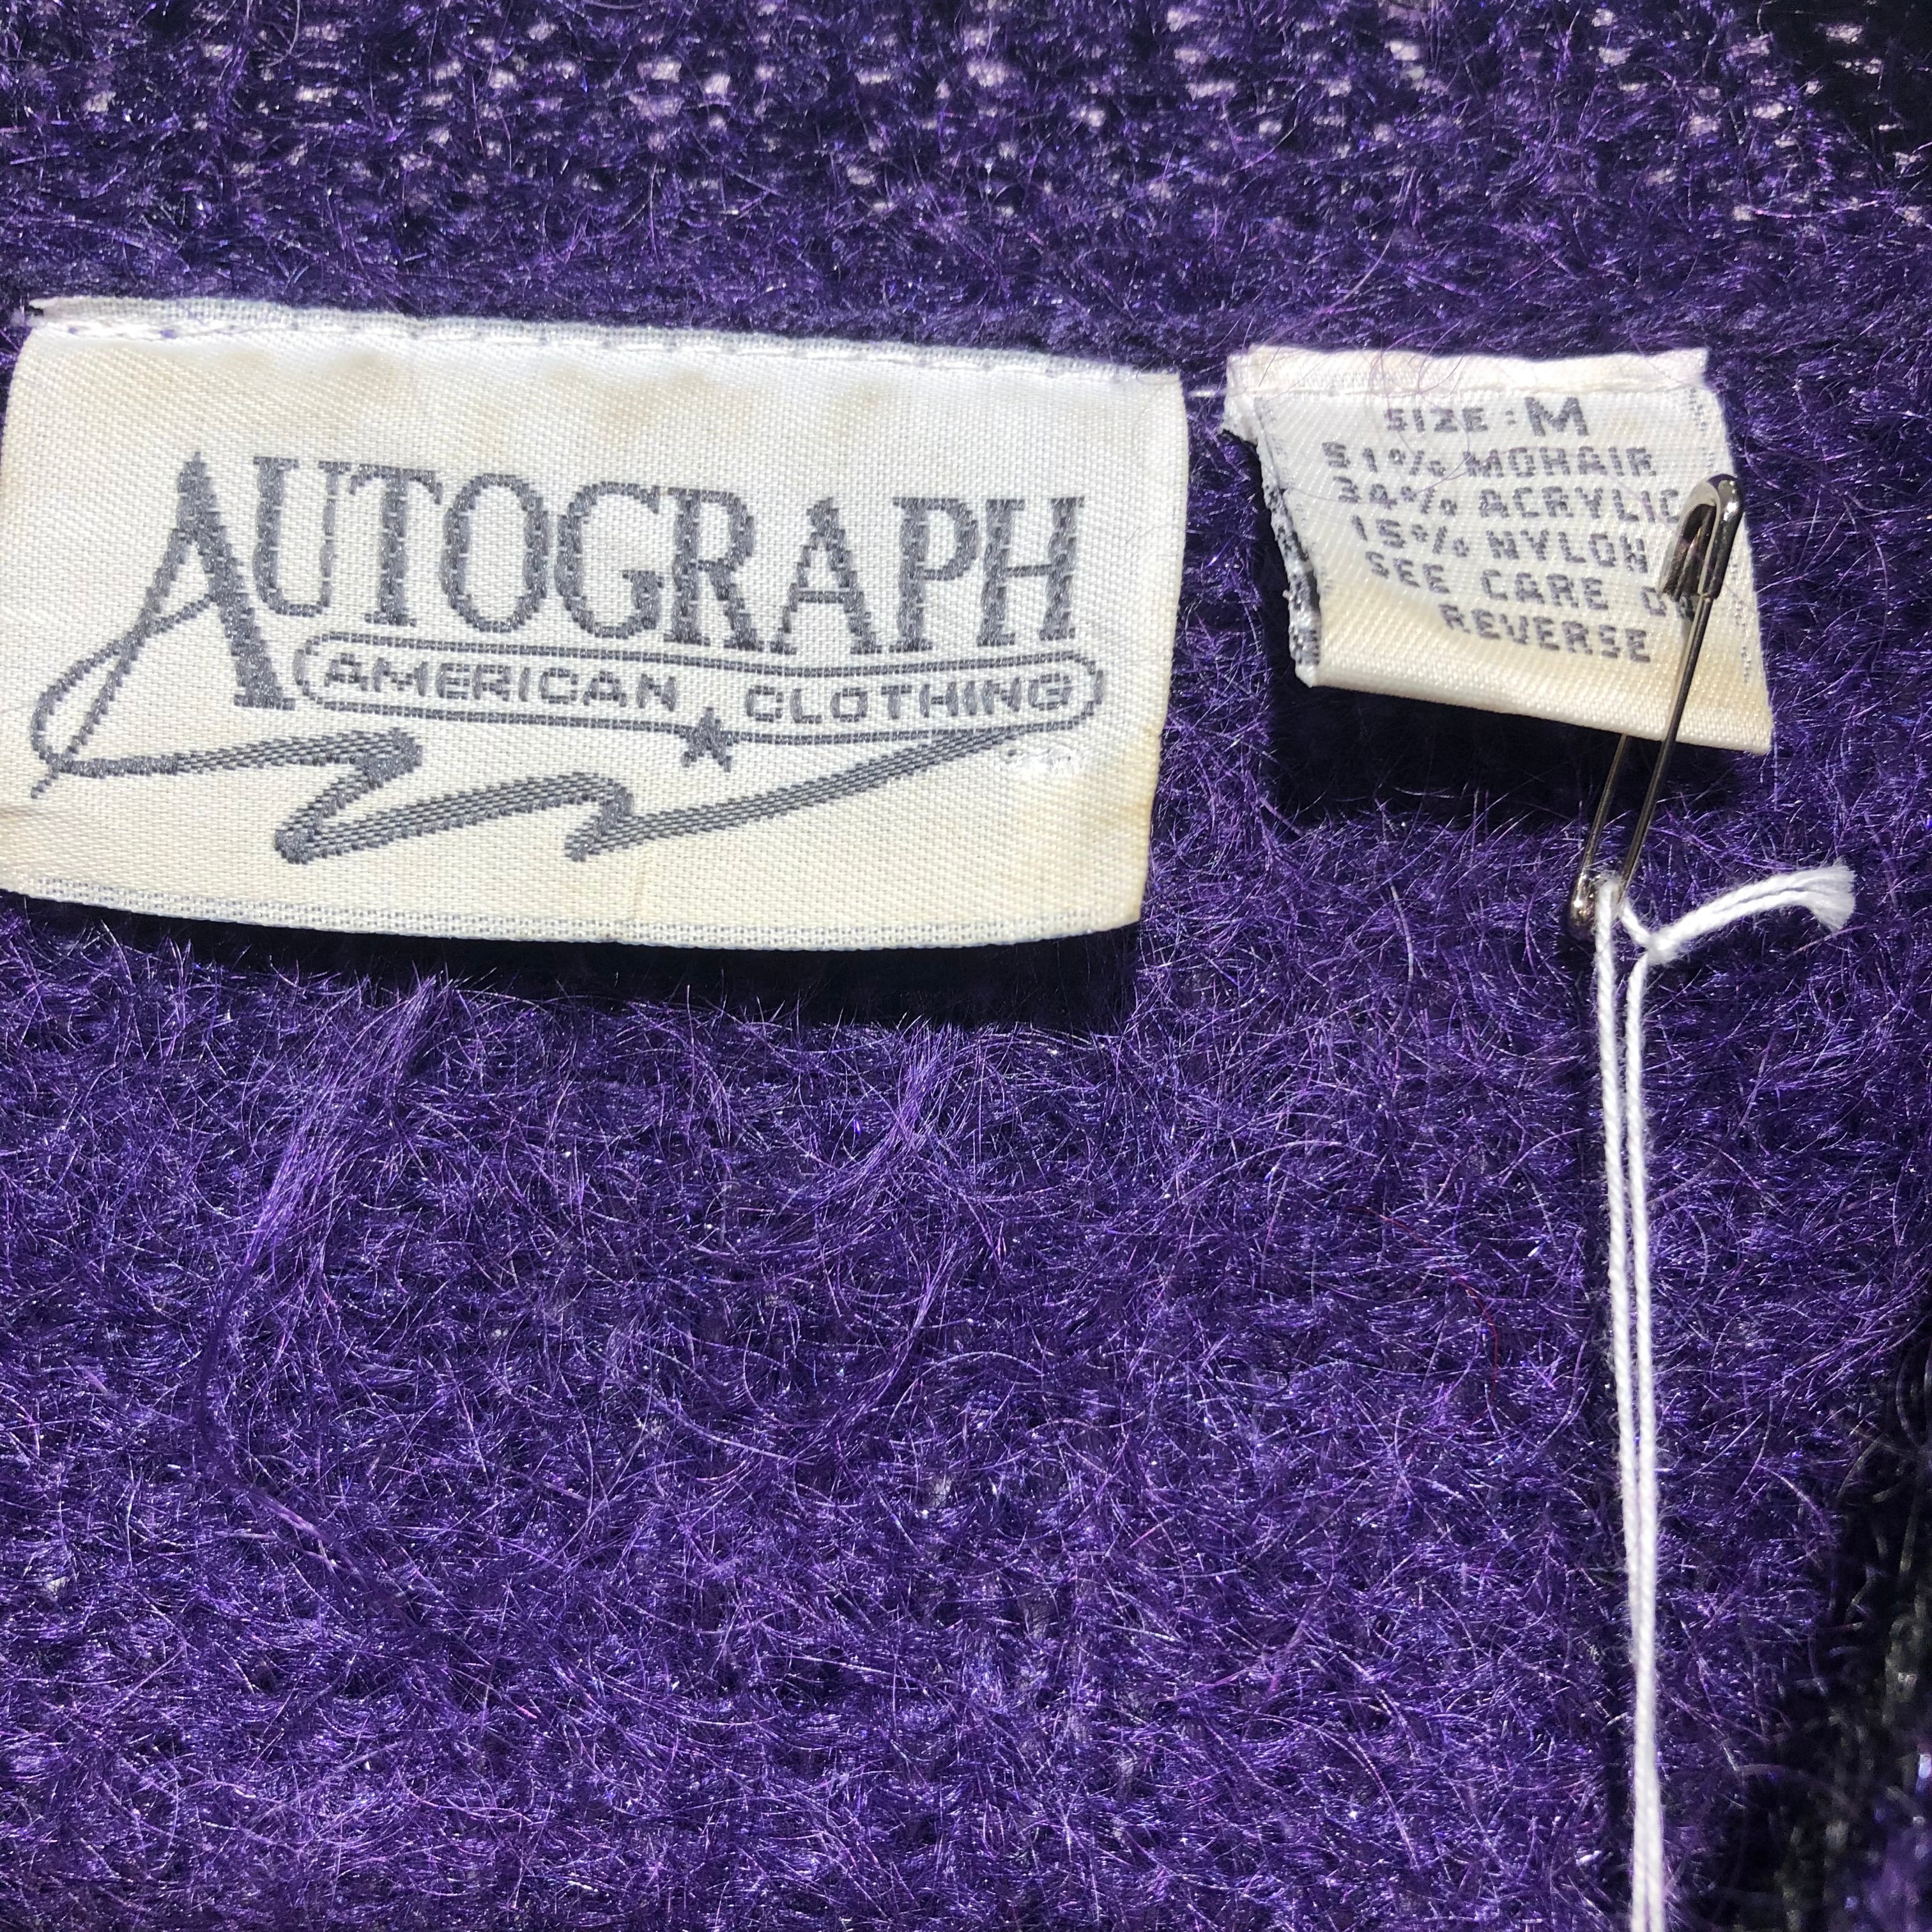 AUTOGRAPH
AMERICAN CLOTHING
SIZE: M
51% MOHAIR
34% ACRYLIC
15% NYLON
SEE CARE
REVERSE